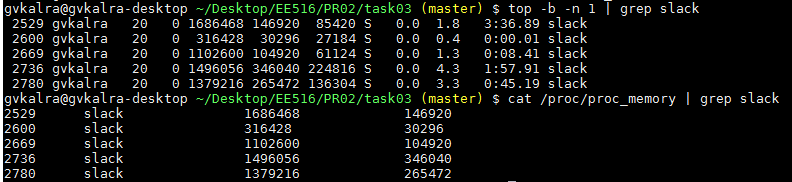 gvkalra@gvkalra-desktop ~/Desktop/EE516/PR02/task03 (master) $ top -b -n 1 | grep slack
2529 gvkalra 20 0 1686468 146920 85420 S 0.0 1.8 3:36.89 slack
2600 gvkalra 20 0 316428 30296 27184 S 0.0 0.4 0:00.01 slack
2669 gvkalra 20 0 1102600 104920 61124 S 0.0 1.3 0:08.41 slack
2736 gvkalra 20 0 1496056 346040 224816 S 0.0 4.3 1:57.91 slack
2780 gvkalra 20 0 1379216 265472 136304 S 0.0 3.3 0:45.19 slack
gvkalra@gvkalra-desktop ~/Desktop/EE516/PR02/task03 (master) $ cat /proc/proc_memory | grep slack
2529 slack 1686468 146920
2600 slack 316428 30296
2669 slack 1102600 104920
2736 slack 1496056 346040
2780 slack 1379216 265472